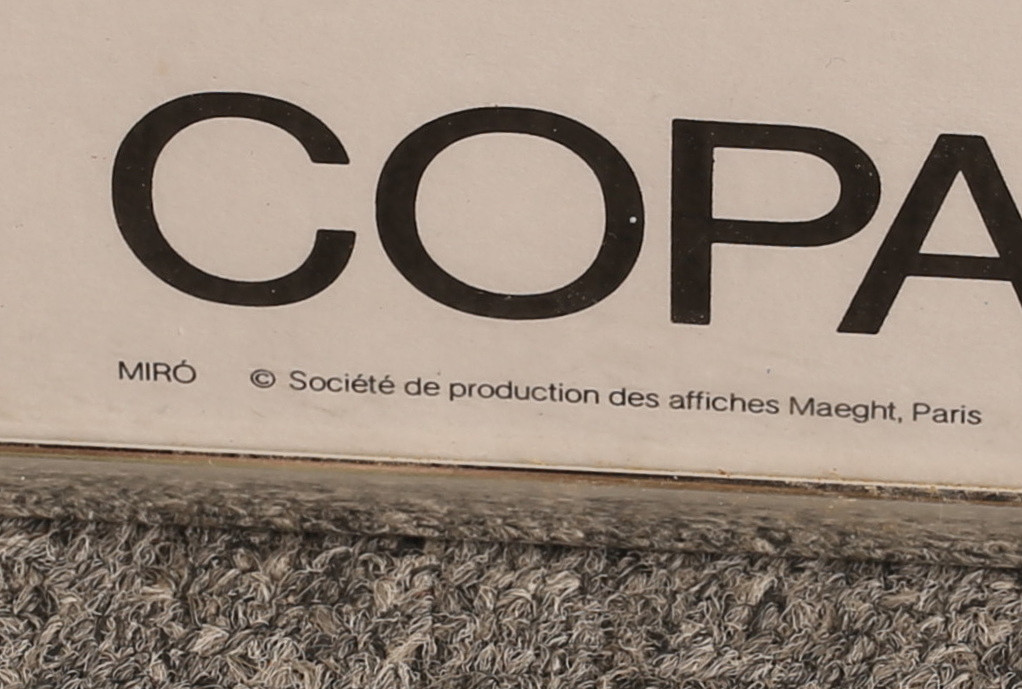 COPA
MIRÓ © Société de production des affiches Maeght, Paris